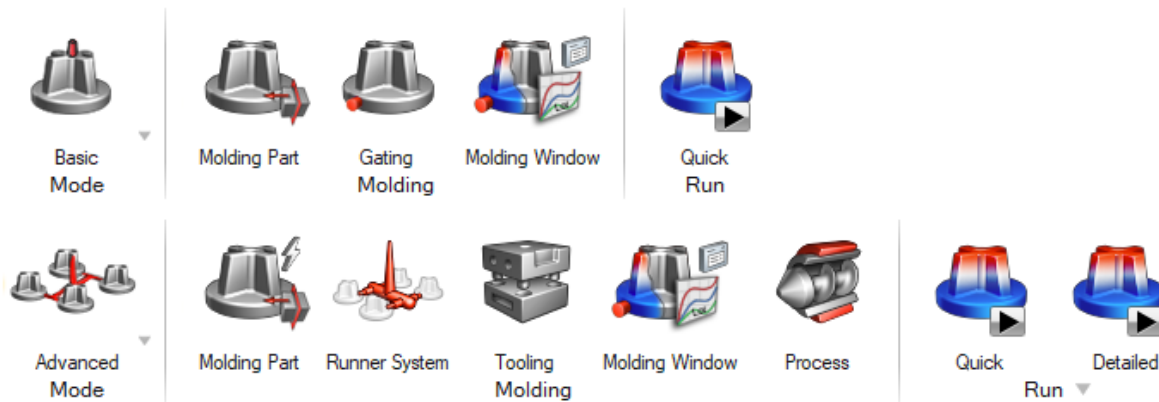 Basic
Molding Part
Gating
Molding Window
Quick
Mode
Molding
Run
Advanced
Molding Part
Runner System
Tooling
Molding Window
Process
Quick
Detailed
Mode
Molding
Run